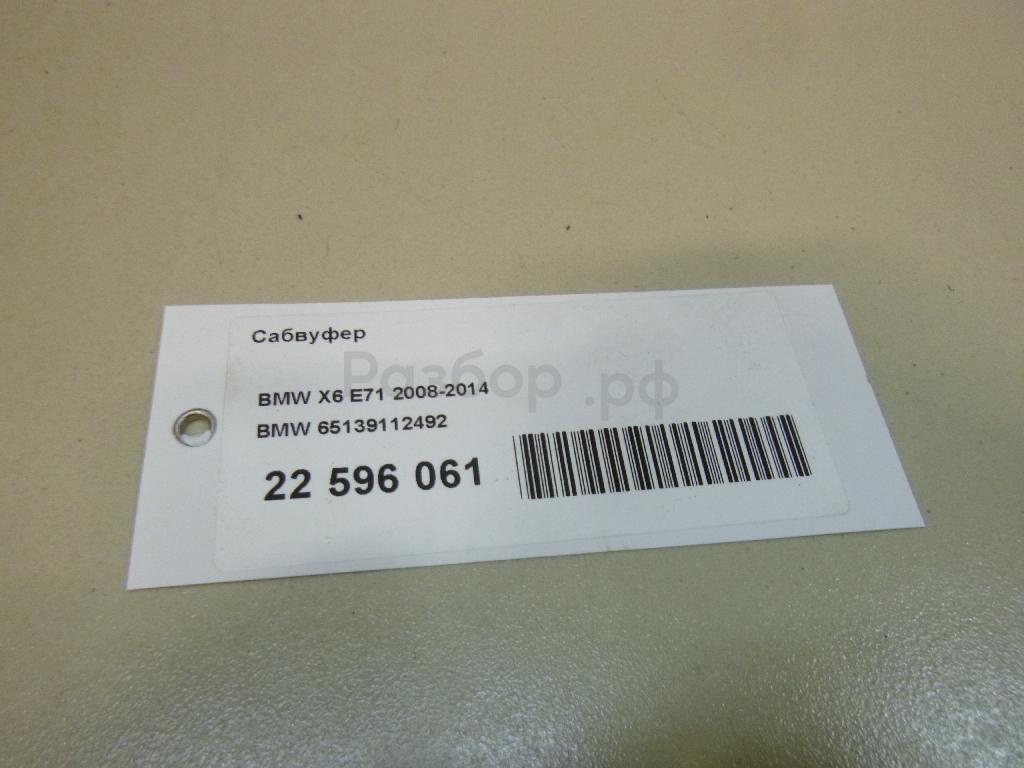 Сабвуфер
Разбор.рф
BMW X6 E71 2008-2014
BMW 65139112492
22 596 061